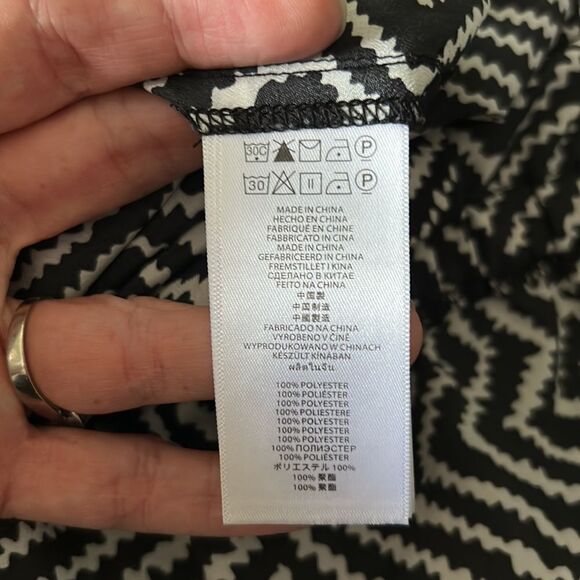 30C P
30 P
MADE IN CHINA
HECHO EN CHINA
FABRIQUÉ EN CHINE
FABBRICATO IN CINA
MADE IN CHINA
GEFABRICEERD IN CHINA
FREMSTILLET I KINA
СДЕЛАНО В КИТАЕ
FEITO NA CHINA
中国製
中国制造
中國製造
FABRICADO NA CHINA
VYROBENO V ČÍNĚ
WYPRODUKOWANO W CHINACH
KÉSZÜLT KÍNÁBAN
ผลิตในจีน
100% POLYESTER
100% POLIÉSTER
100% POLYESTER
100% POLIESTERE
100% POLYESTER
100% POLYESTER
100% POLYESTER
100% ПОЛИЭСТЕР
100% POLIÉSTER
ポリエステル 100%
100% 聚酯
100% 聚酯